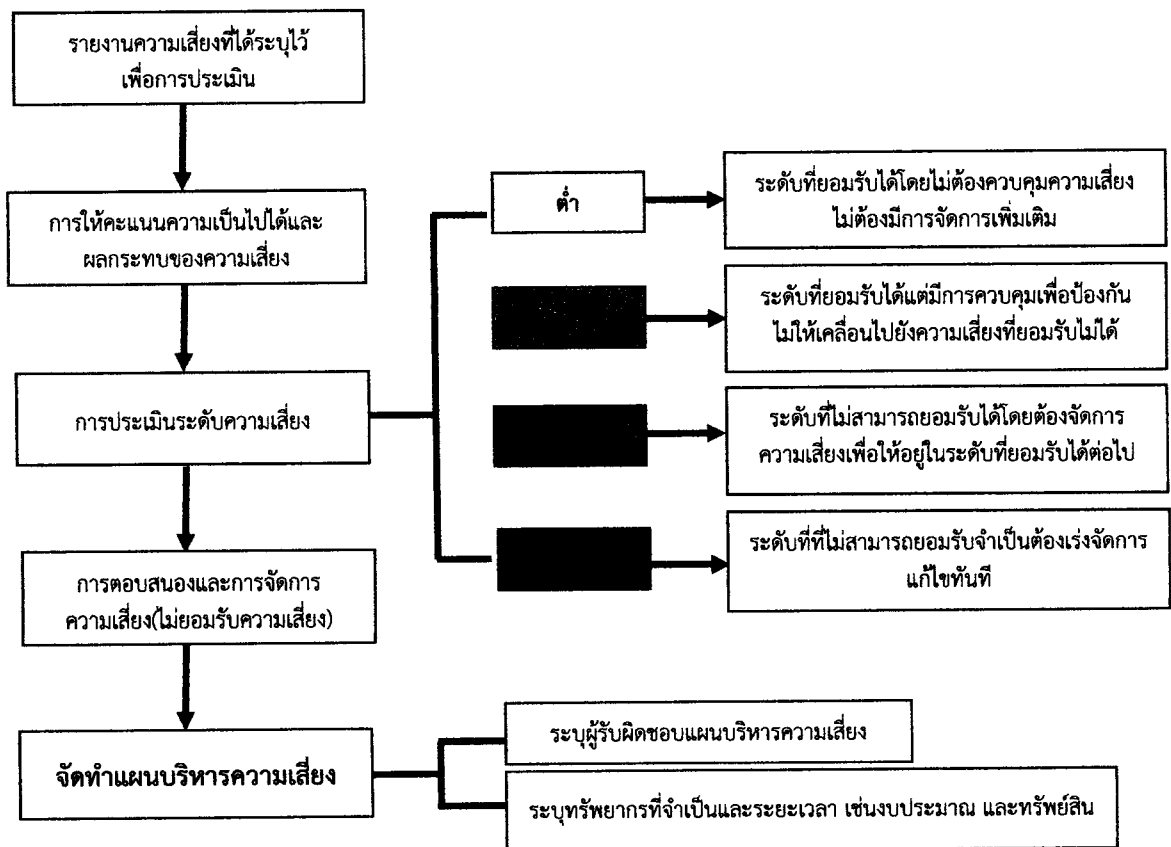 รายงานความเสี่ยงที่ได้ระบุไว้
เพื่อการประเมิน
การให้คะแนนความเป็นไปได้และ
ผลกระทบของความเสี่ยง
การประเมินระดับความเสี่ยง
ต่ำ
ระดับที่ยอมรับได้โดยไม่ต้องควบคุมความเสี่ยง
ไม่ต้องมีการจัดการเพิ่มเติม
ระดับที่ยอมรับได้แต่มีการควบคุมเพื่อป้องกัน
ไม่ให้เคลื่อนไปยังความเสี่ยงที่ยอมรับไม่ได้
ระดับที่ไม่สามารถยอมรับได้โดยต้องจัดการ
ความเสี่ยงเพื่อให้อยู่ในระดับที่ยอมรับได้ต่อไป
ระดับที่ที่ไม่สามารถยอมรับจำเป็นต้องเร่งจัดการ
แก้ไขทันที
การตอบสนองและการจัดการ
ความเสี่ยง(ไม่ยอมรับความเสี่ยง)
จัดทำแผนบริหารความเสี่ยง
ระบุผู้รับผิดชอบแผนบริหารความเสี่ยง
ระบุทรัพยากรที่จำเป็นและระยะเวลา เช่นงบประมาณ และทรัพย์สิน